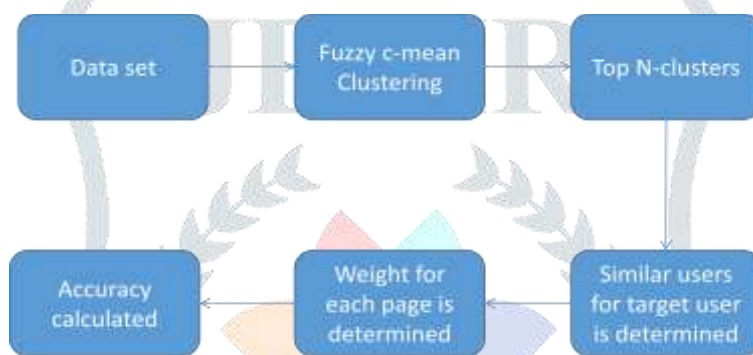 Data set
Fuzzy c-mean
Clustering
Top N-clusters
Similar users
for target user
is determined
Weight for
each page is
determined
Accuracy
calculated